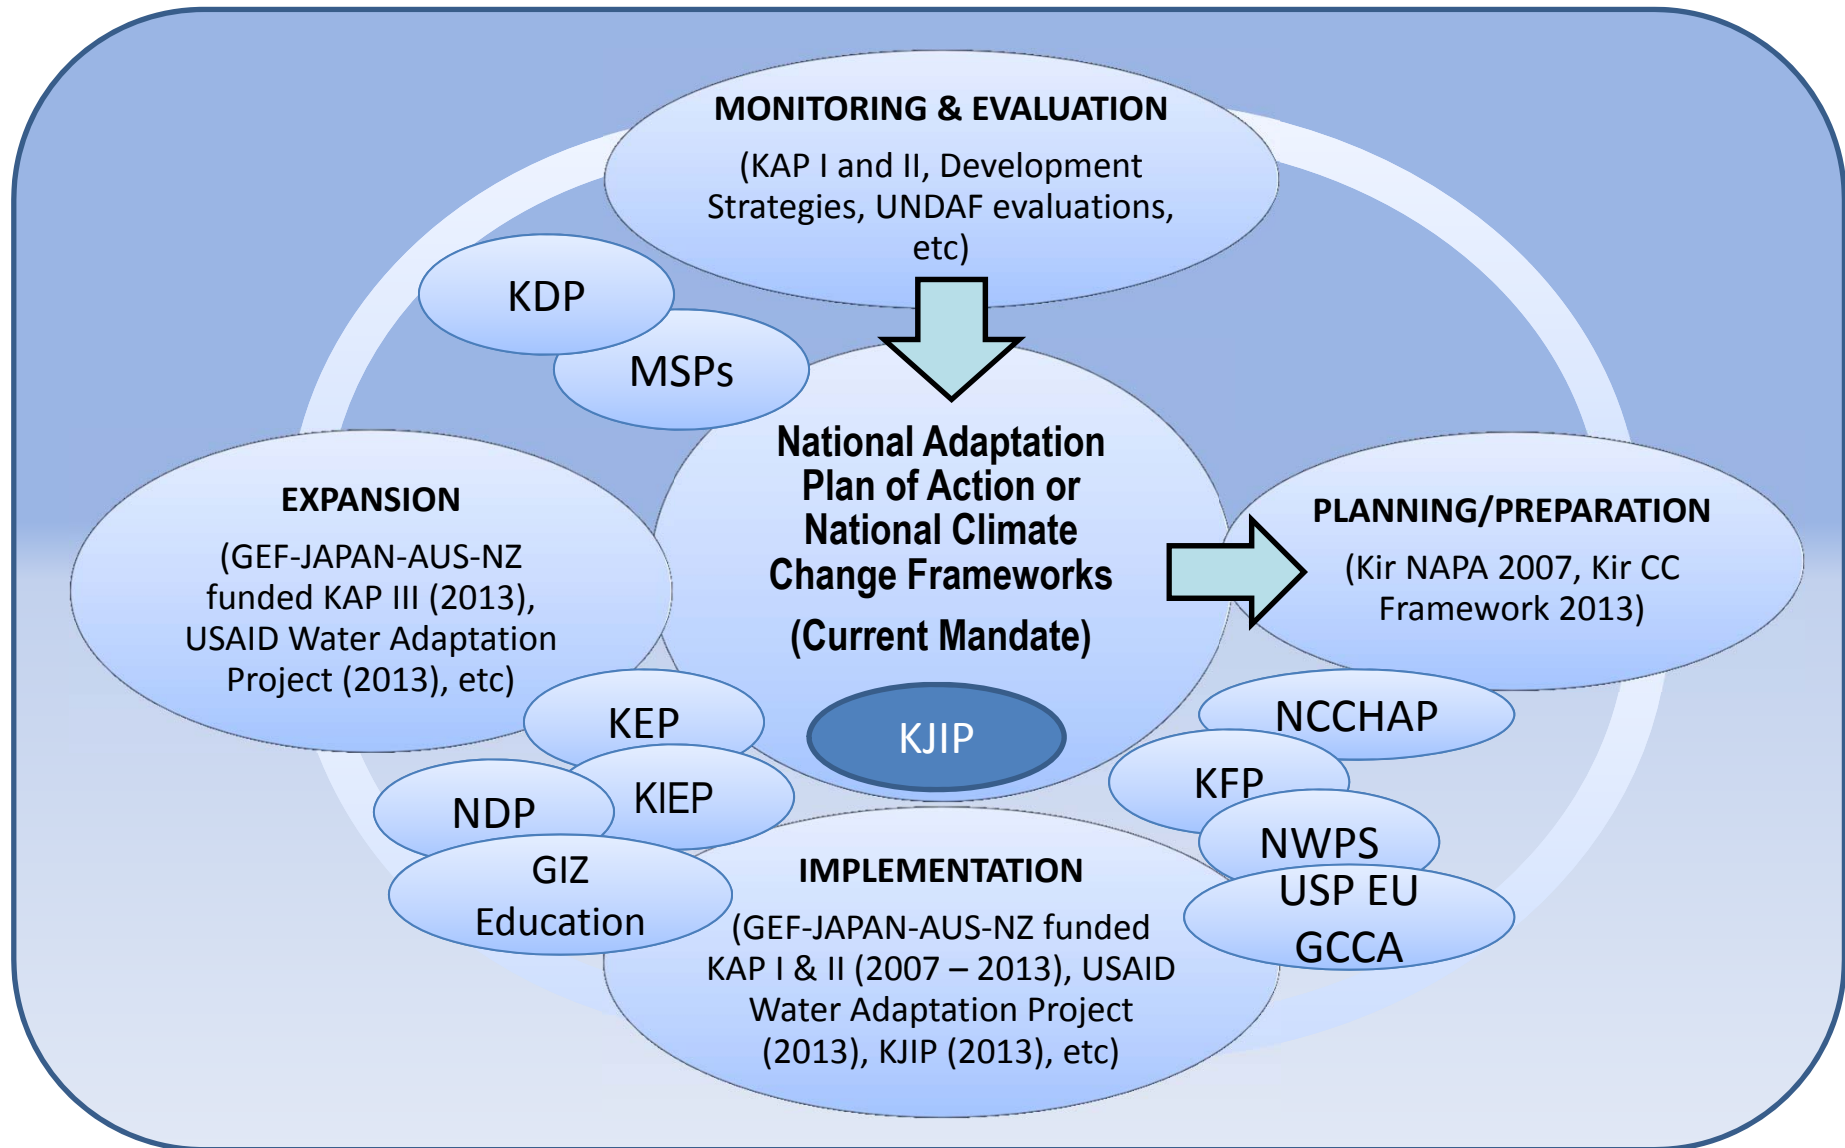 MONITORING & EVALUATION
(KAP I and II, Development
Strategies, UNDAF evaluations,
etc)
KDP
MSPs
National Adaptation
Plan of Action or
National Climate
Change Frameworks
(Current Mandate)
KJIP
EXPANSION
(GEF-JAPAN-AUS-NZ
funded KAP III (2013),
USAID Water Adaptation
Project (2013), etc)
PLANNING/PREPARATION
(Kir NAPA 2007, Kir CC
Framework 2013)
KEP
KIEP
NDP
GIZ
Education
NCCHAP
KFP
NWPS
USP EU
GCCA
IMPLEMENTATION
(GEF-JAPAN-AUS-NZ funded
KAP I & II (2007 – 2013), USAID
Water Adaptation Project
(2013), KJIP (2013), etc)